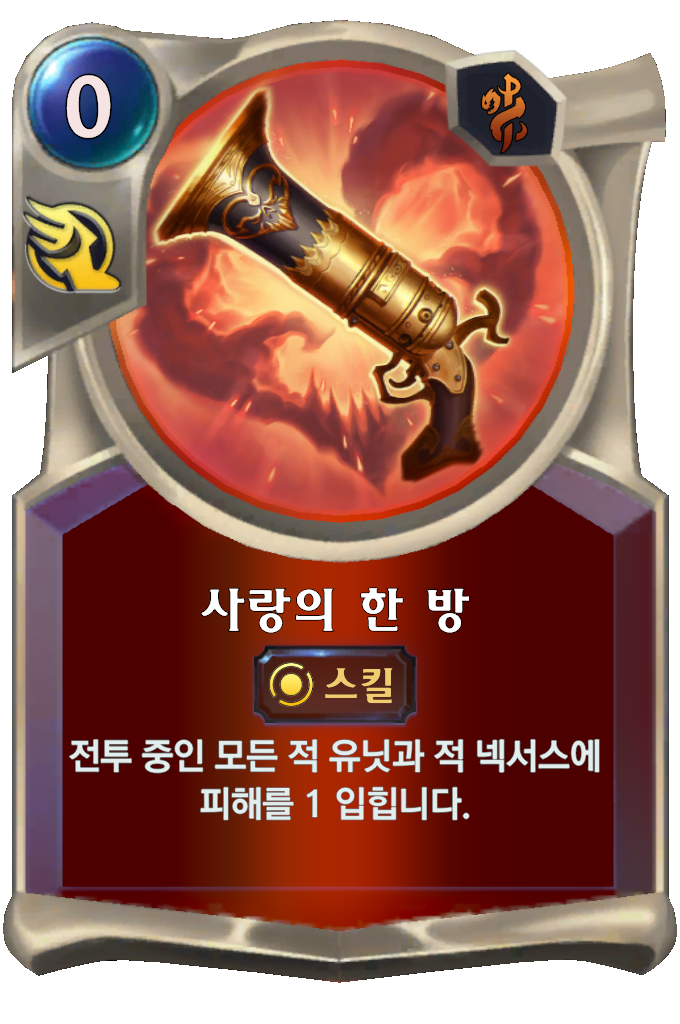 0
사랑의 한 방
스킬
전투 중인 모든 적 유닛과 적 넥서스에
피해를 1 입힙니다.